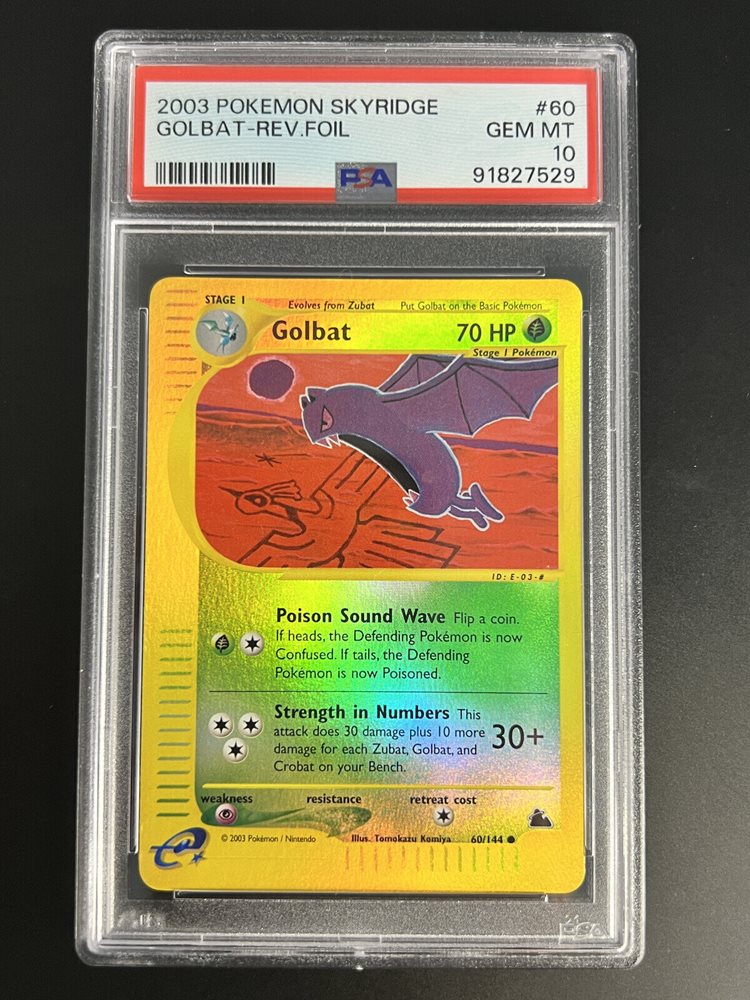 2003 POKEMON SKYRIDGE #60
GOLBAT-REV.FOIL GEM MT
10
PSA 91827529
STAGE 1 Evolves from Zubat Put Golbat on the Basic Pokémon
Golbat 70 HP
Stage 1 Pokémon
ID: E-03-#
Poison Sound Wave Flip a coin.
If heads, the Defending Pokémon is now
Confused. If tails, the Defending
Pokémon is now Poisoned.
Strength in Numbers This
attack does 30 damage plus 10 more 30+
damage for each Zubat, Golbat, and
Crobat on your Bench.
weakness resistance retreat cost
e
© 2003 Pokémon / Nintendo Illus. Tomokazu Komiya 60/144
PSA